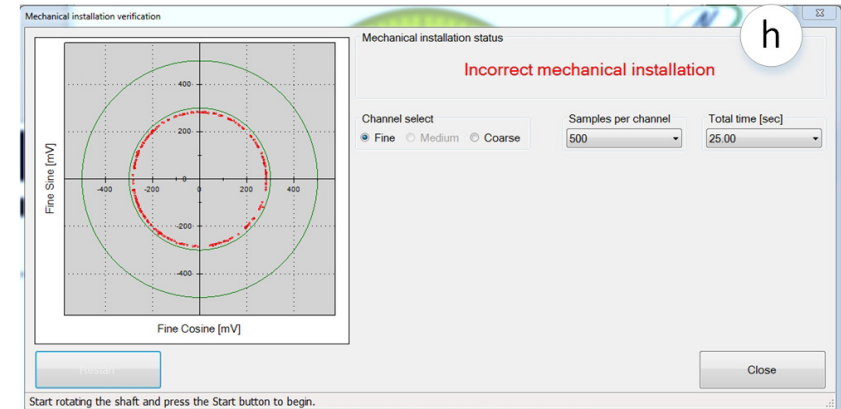 Mechanical installation verification
h
Mechanical installation status
Incorrect mechanical installation
Channel select
Fine
Medium
Coarse
Samples per channel
500
Total time [sec]
25.00
Fine Sine [mV]
400
200
-400
-200
0
0
200
400
-200
-400
Fine Cosine [mV]
Restart
Close
Start rotating the shaft and press the Start button to begin.